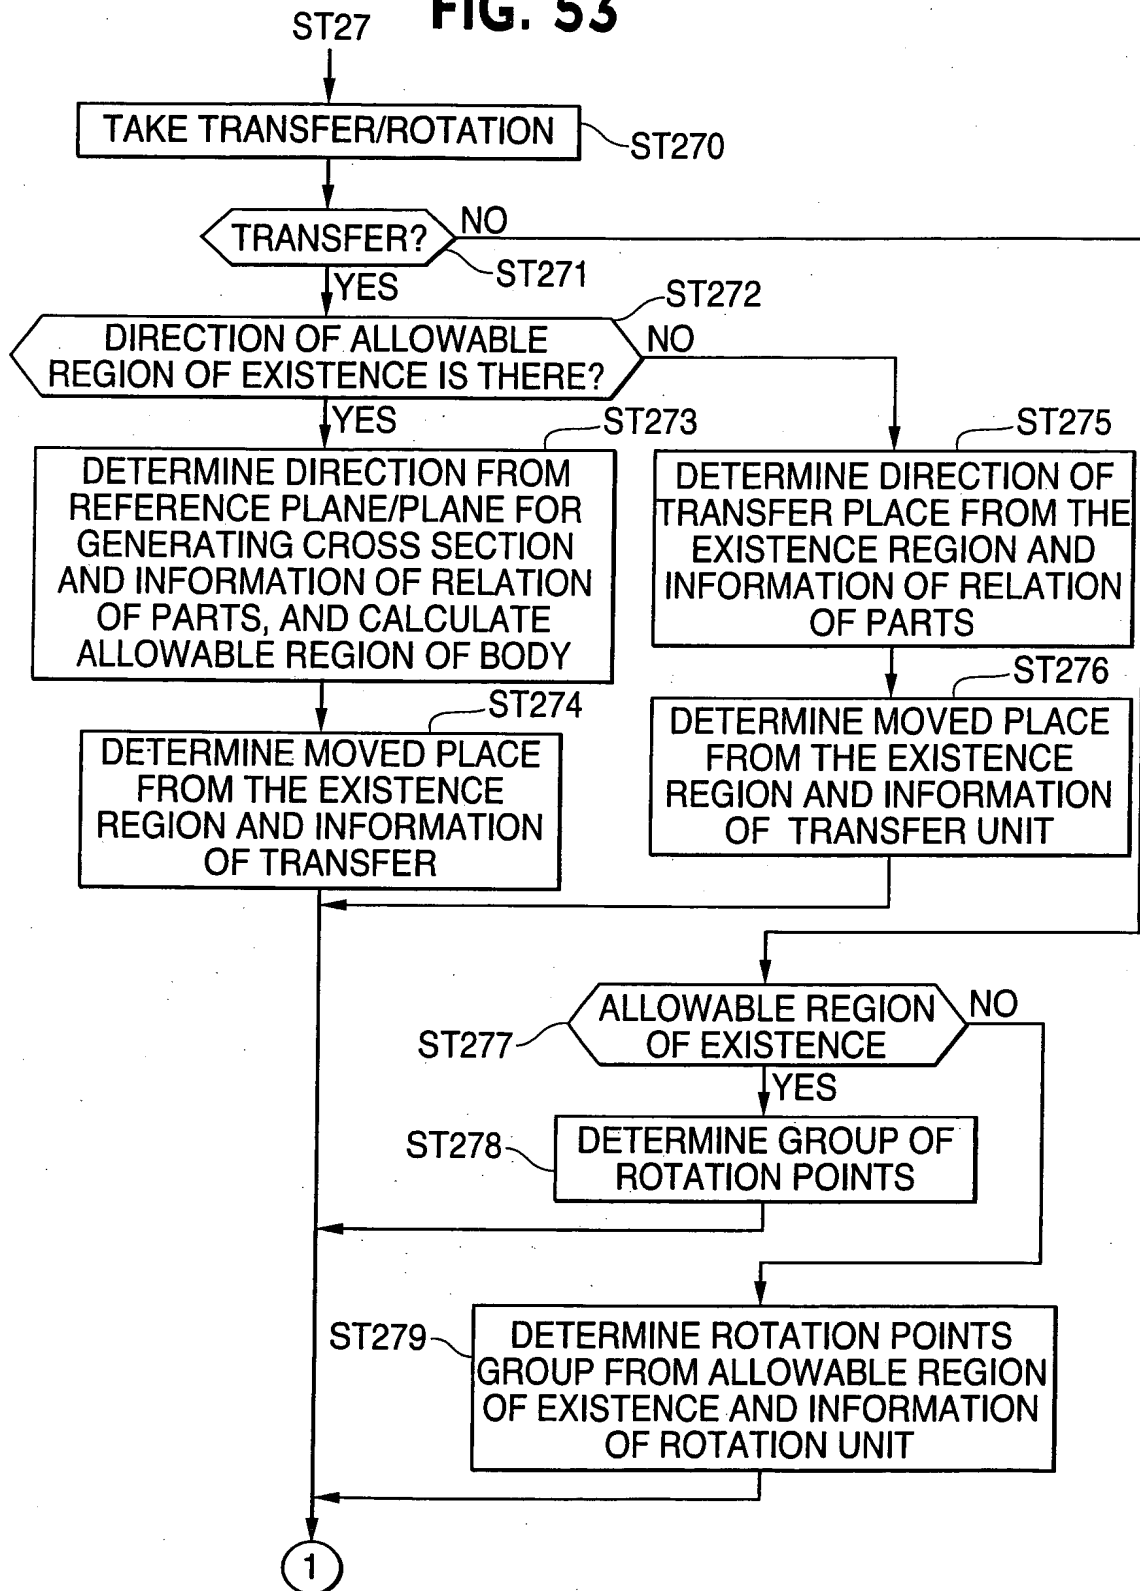 FIG. 53
ST27
TAKE TRANSFER/ROTATION
ST270
TRANSFER?
NO
ST271
YES
ST272
DIRECTION OF ALLOWABLE
REGION OF EXISTENCE IS THERE?
NO
YES
ST273
DETERMINE DIRECTION FROM
REFERENCE PLANE/PLANE FOR
GENERATING CROSS SECTION
AND INFORMATION OF RELATION
OF PARTS, AND CALCULATE
ALLOWABLE REGION OF BODY
ST275
DETERMINE DIRECTION OF
TRANSFER PLACE FROM THE
EXISTENCE REGION AND
INFORMATION OF RELATION
OF PARTS
ST274
DETERMINE MOVED PLACE
FROM THE EXISTENCE
REGION AND INFORMATION
OF TRANSFER
ST276
DETERMINE MOVED PLACE
FROM THE EXISTENCE
REGION AND INFORMATION
OF TRANSFER UNIT
ALLOWABLE REGION
OF EXISTENCE
NO
ST277
YES
ST278
DETERMINE GROUP OF
ROTATION POINTS
ST279
DETERMINE ROTATION POINTS
GROUP FROM ALLOWABLE REGION
OF EXISTENCE AND INFORMATION
OF ROTATION UNIT
1